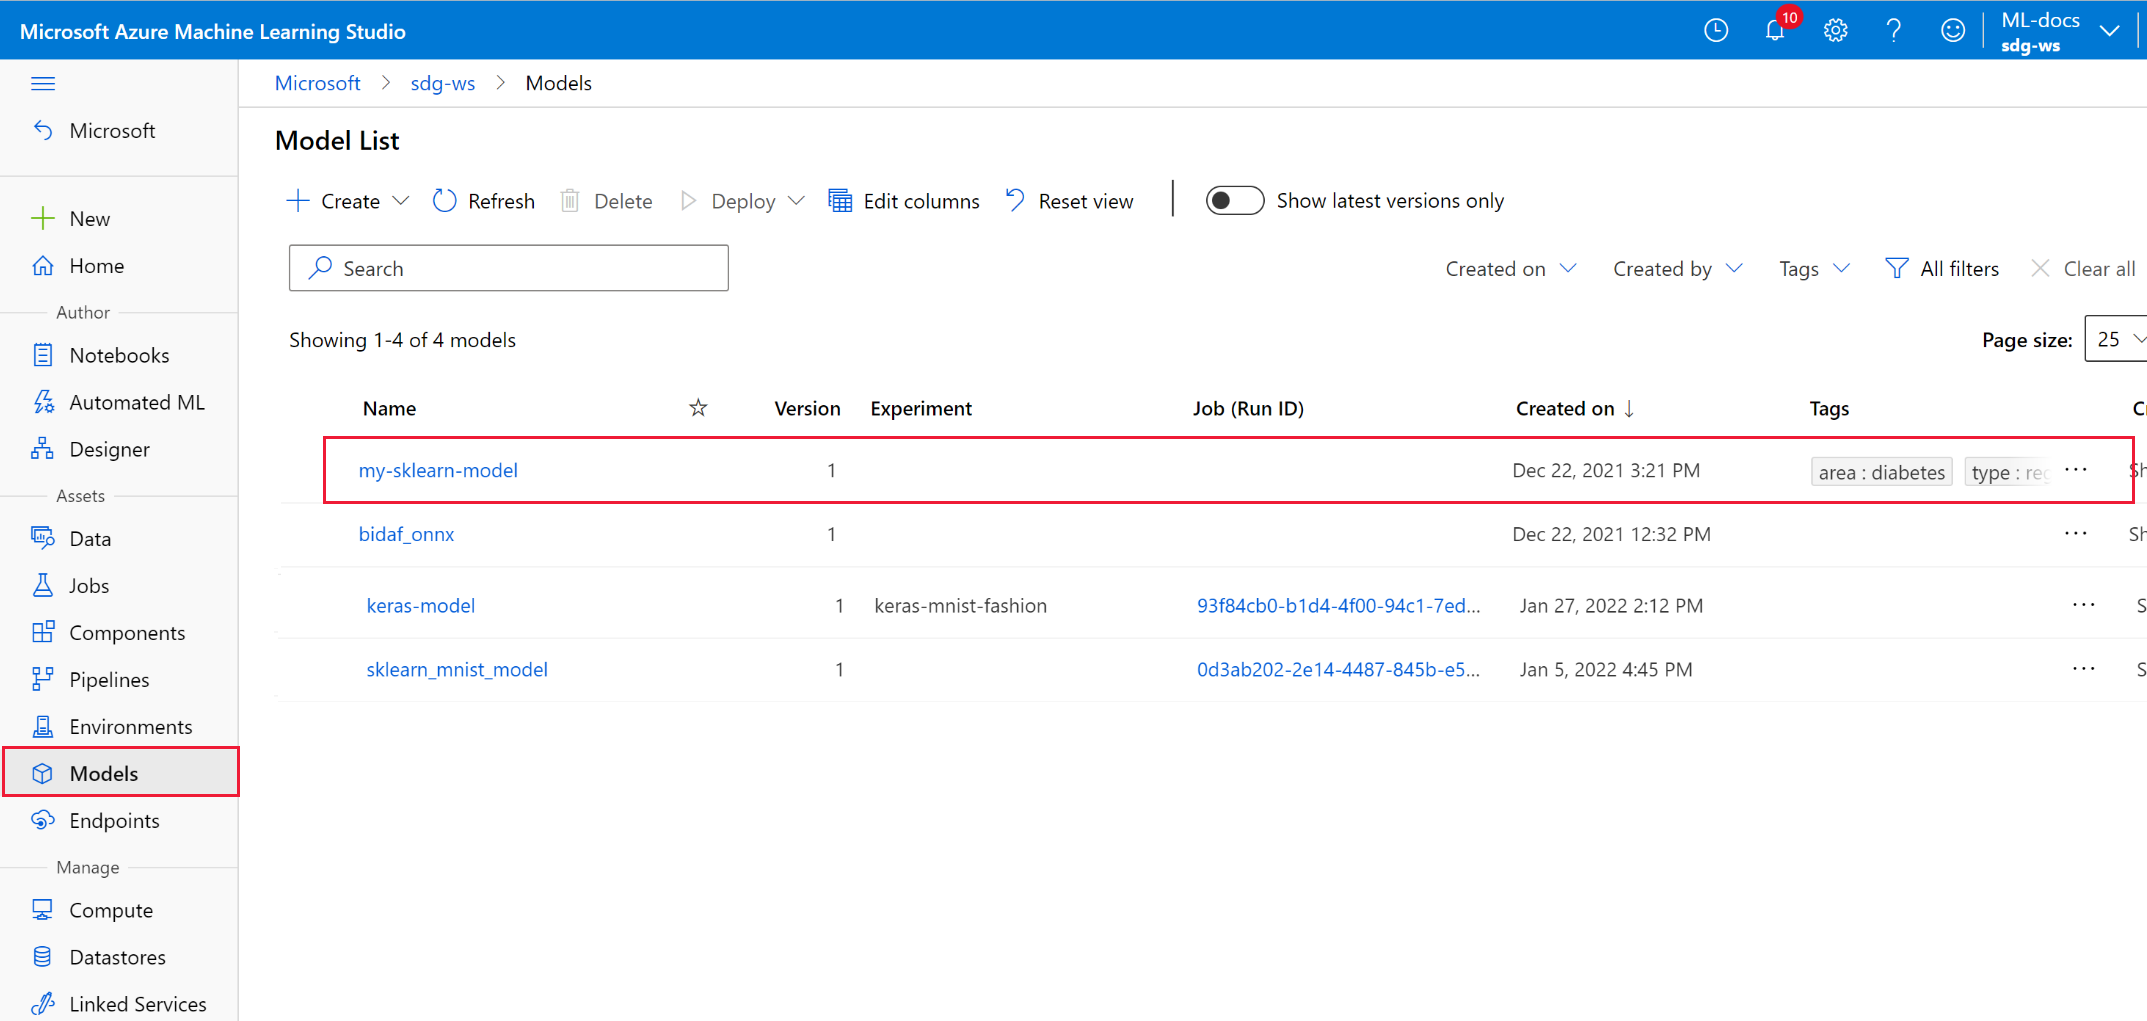 Microsoft Azure Machine Learning Studio
10
ML-docs
sdg-ws
Microsoft
New
Home
Author
Notebooks
Automated ML
Designer
Assets
Data
Jobs
Components
Pipelines
Environments
Models
Endpoints
Manage
Compute
Datastores
Linked Services
Microsoft > sdg-ws > Models
Model List
Create Refresh Delete Deploy Edit columns Reset view Show latest versions only
Search
Created on Created by Tags All filters Clear all
Showing 1-4 of 4 models
Page size: 25
Name Version Experiment Job (Run ID) Created on ↓ Tags
my-sklearn-model 1 Dec 22, 2021 3:21 PM area : diabetes type : reg ···
bidaf_onnx 1 Dec 22, 2021 12:32 PM ···
keras-model 1 keras-mnist-fashion 93f84cb0-b1d4-4f00-94c1-7ed... Jan 27, 2022 2:12 PM ···
sklearn_mnist_model 1 0d3ab202-2e14-4487-845b-e5... Jan 5, 2022 4:45 PM ···